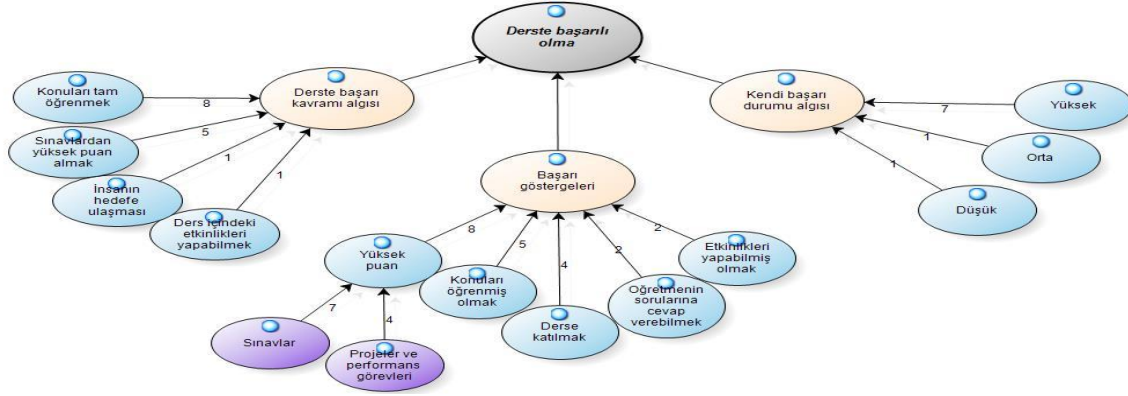 Derste başarılı
olma
Derste başarı
kavramı algısı
Kendi başarı
durumu algısı
Konuları tam
öğrenmek
8
Sınavlardan
yüksek puan
almak
5
İnsanın
hedefe
ulaşması
1
Ders içindeki
etkinlikleri
yapabilmek
1
Yüksek
7
Orta
1
Düşük
1
Başarı
göstergeleri
Yüksek
puan
8
Konuları
öğrenmiş
olmak
5
Derse
katılmak
4
Öğretmenin
sorularına
cevap
verebilmek
2
Etkinlikleri
yapabilmiş
olmak
2
Sınavlar
7
Projeler ve
performans
görevleri
4